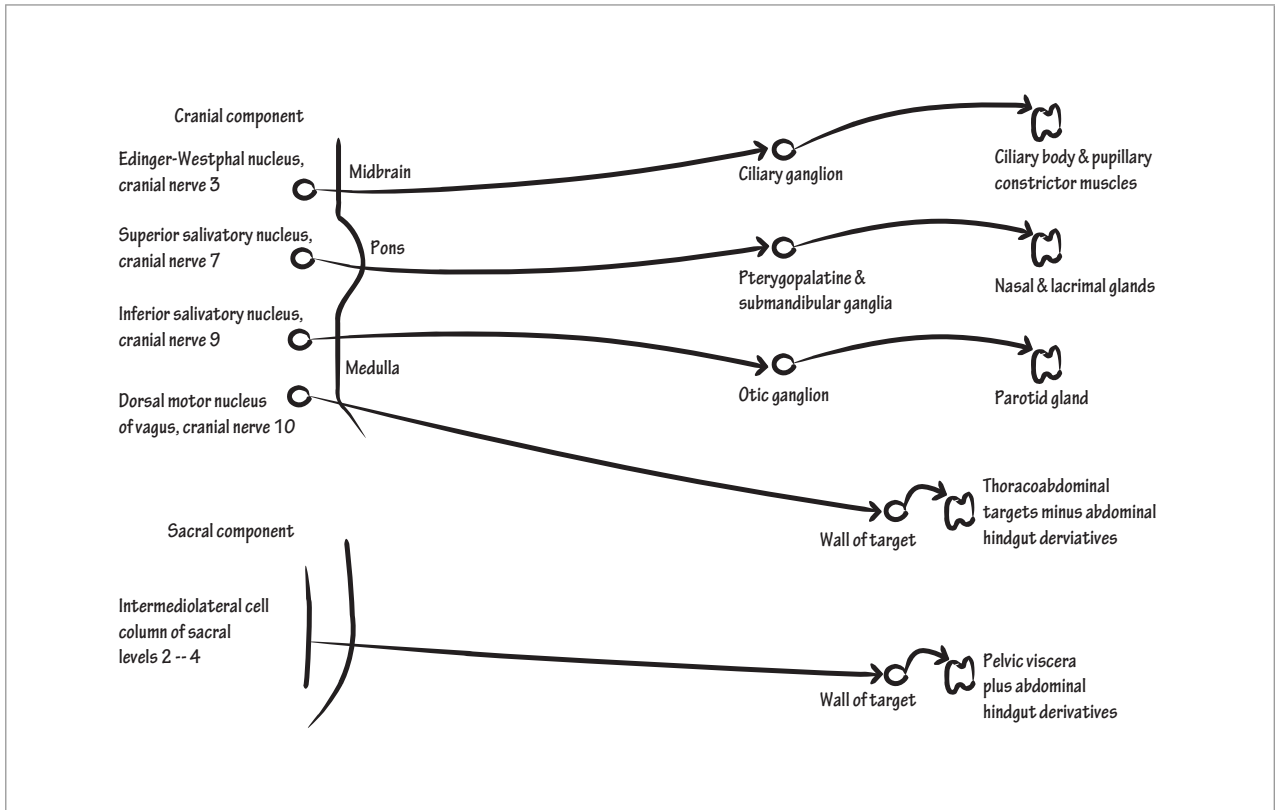 Cranial component
Edinger-Westphal nucleus,
cranial nerve 3
Midbrain
Ciliary ganglion
Ciliary body & pupillary
constrictor muscles
Superior salivatory nucleus,
cranial nerve 7
Pons
Pterygopalatine &
submandibular ganglia
Nasal & lacrimal glands
Inferior salivatory nucleus,
cranial nerve 9
Medulla
Otic ganglion
Parotid gland
Dorsal motor nucleus
of vagus, cranial nerve 10
Wall of target
Thoracoabdominal
targets minus abdominal
hindgut derviatives
Sacral component
Intermediolateral cell
column of sacral
levels 2 -- 4
Wall of target
Pelvic viscera
plus abdominal
hindgut derivatives